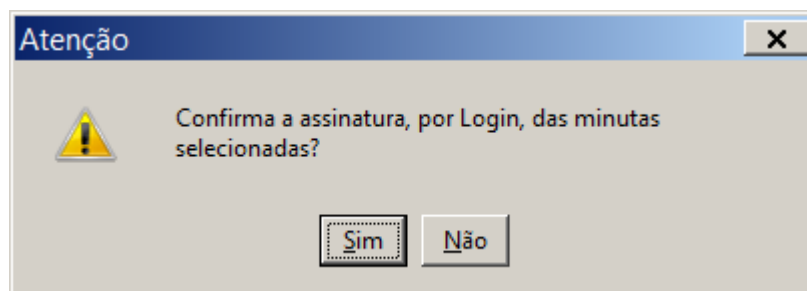 Atenção
Confirma a assinatura, por Login, das minutas
selecionadas?
Sim Não